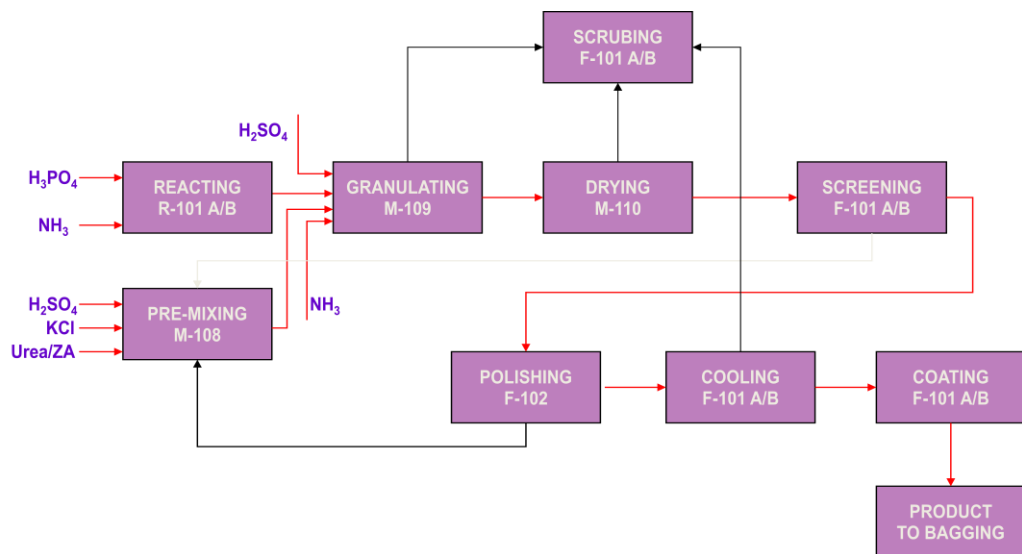 SCRUBING
F-101 A/B
H₂SO₄
H₃PO₄
NH₃
REACTING
R-101 A/B
GRANULATING
M-109
DRYING
M-110
SCREENING
F-101 A/B
H₂SO₄
KCl
Urea/ZA
PRE-MIXING
M-108
NH₃
POLISHING
F-102
COOLING
F-101 A/B
COATING
F-101 A/B
PRODUCT
TO BAGGING